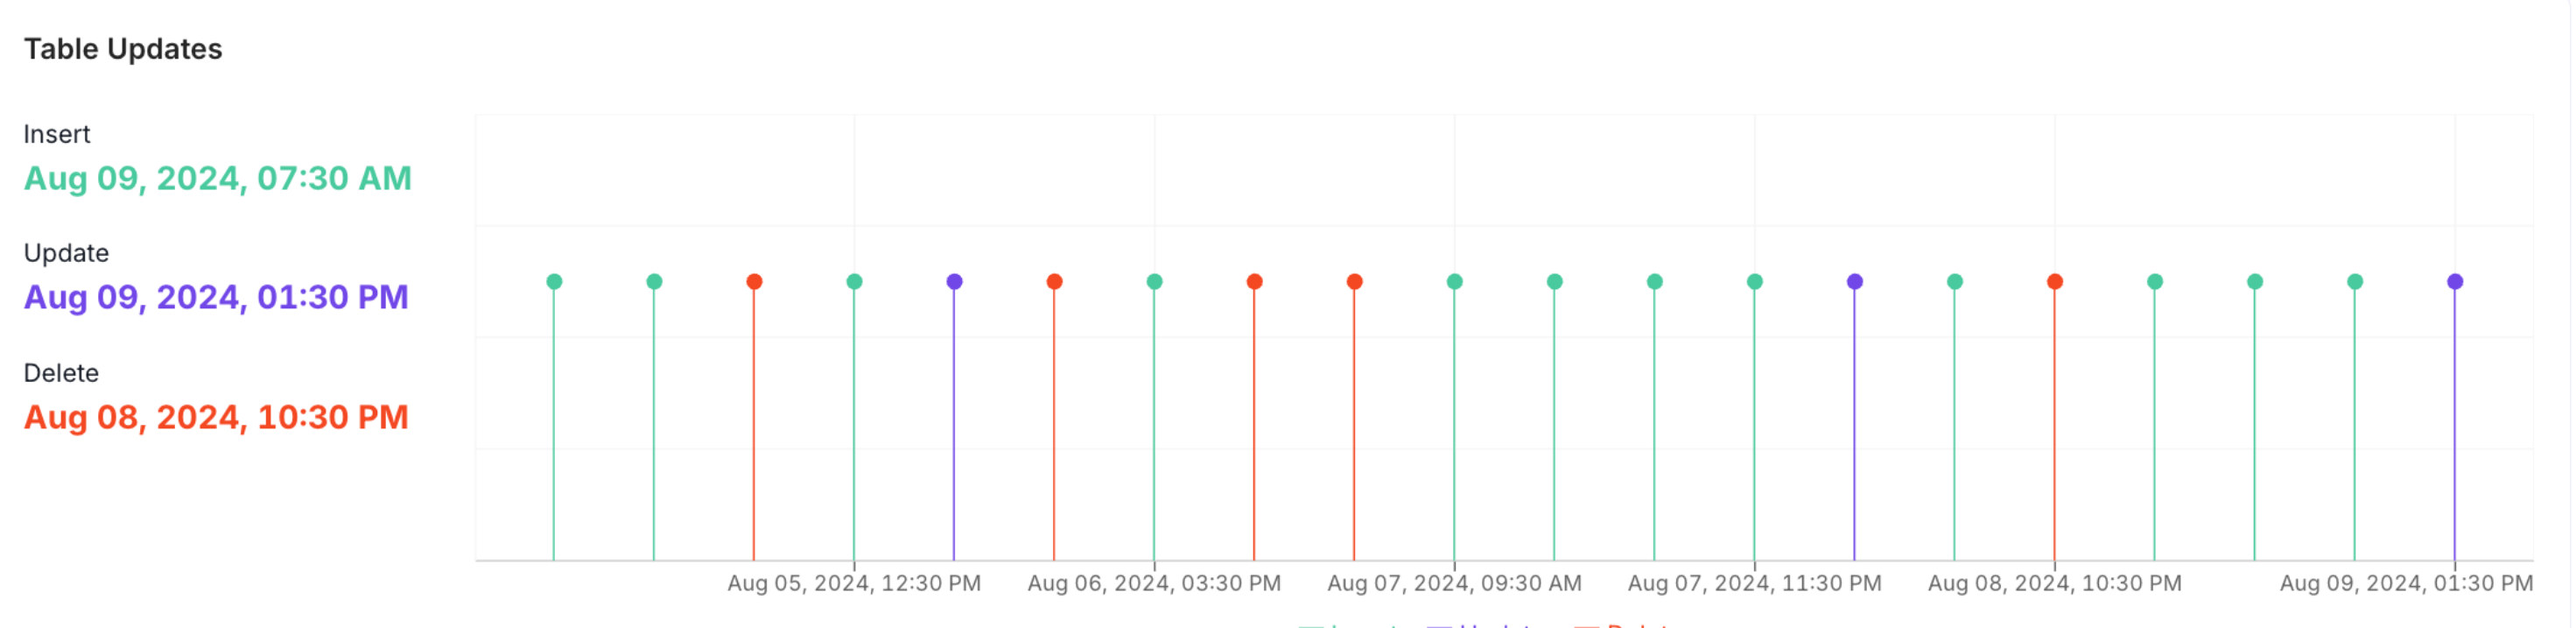 Table Updates
Insert
Aug 09, 2024, 07:30 AM
Update
Aug 09, 2024, 01:30 PM
Delete
Aug 08, 2024, 10:30 PM
Aug 05, 2024, 12:30 PM
Aug 06, 2024, 03:30 PM
Aug 07, 2024, 09:30 AM
Aug 07, 2024, 11:30 PM
Aug 08, 2024, 10:30 PM
Aug 09, 2024, 01:30 PM